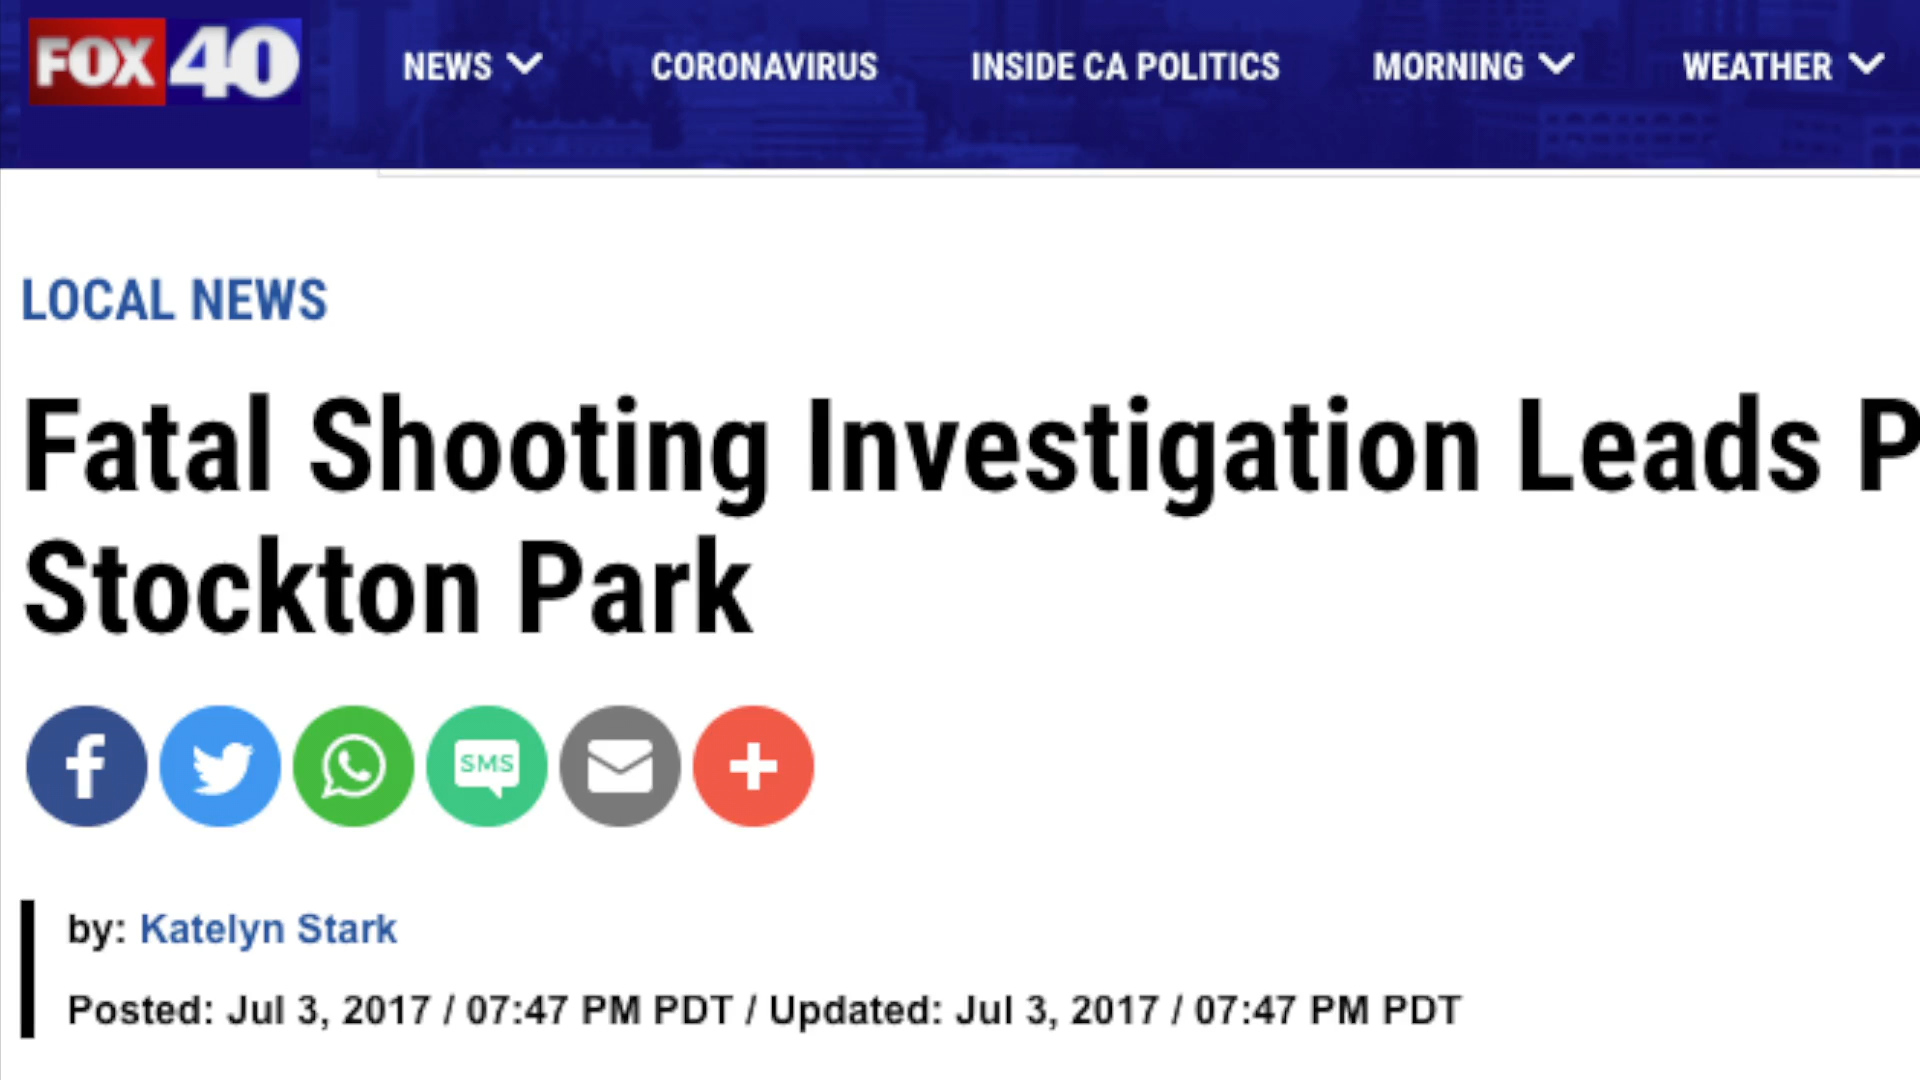 FOX 40
NEWS CORONAVIRUS INSIDE CA POLITICS MORNING WEATHER
LOCAL NEWS
Fatal Shooting Investigation Leads P
Stockton Park
SMS
by: Katelyn Stark
Posted: Jul 3, 2017 / 07:47 PM PDT / Updated: Jul 3, 2017 / 07:47 PM PDT